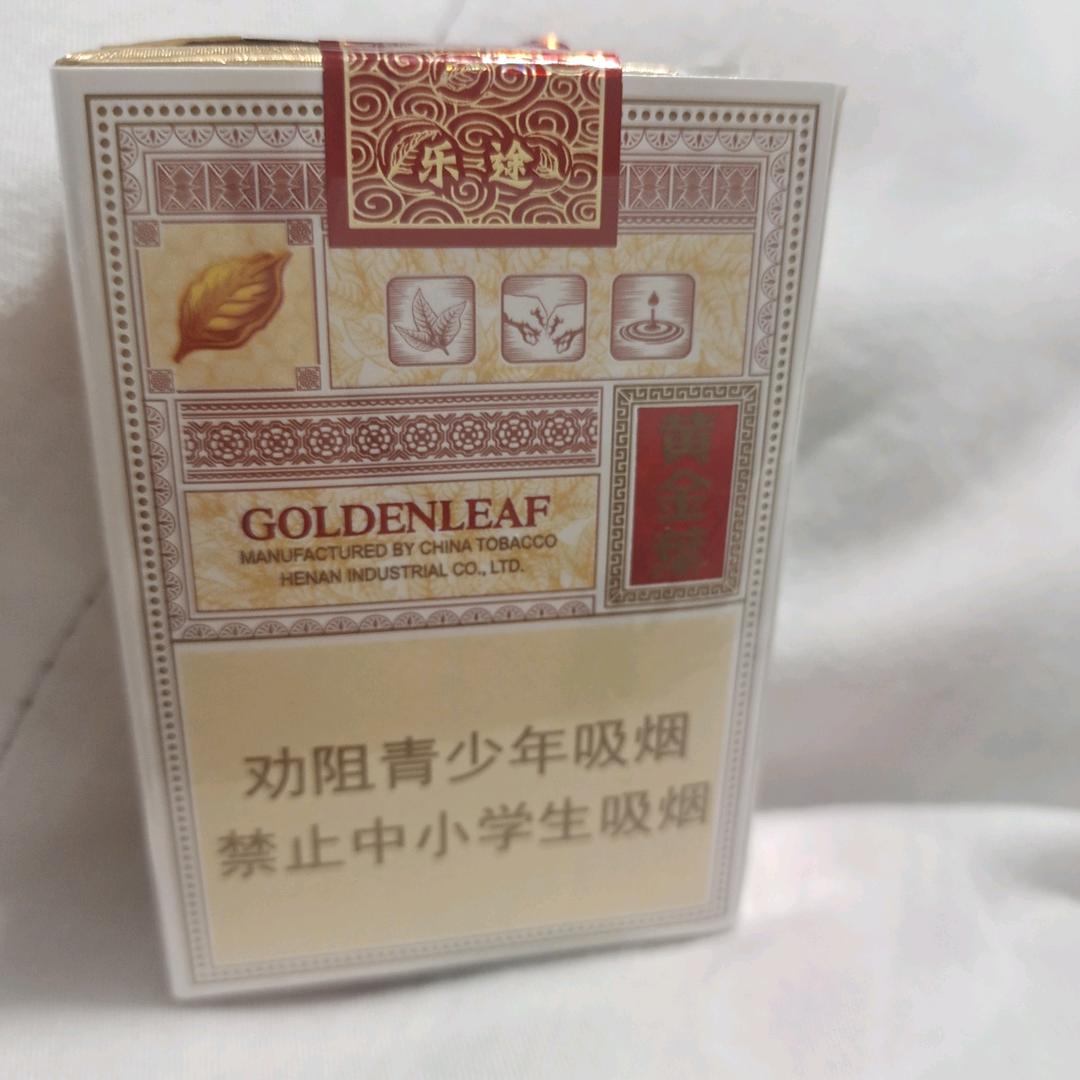 乐途
GOLDENLEAF
MANUFACTURED BY CHINA TOBACCO
HENAN INDUSTRIAL CO., LTD.
黄金叶
劝阻青少年吸烟
禁止中小学生吸烟